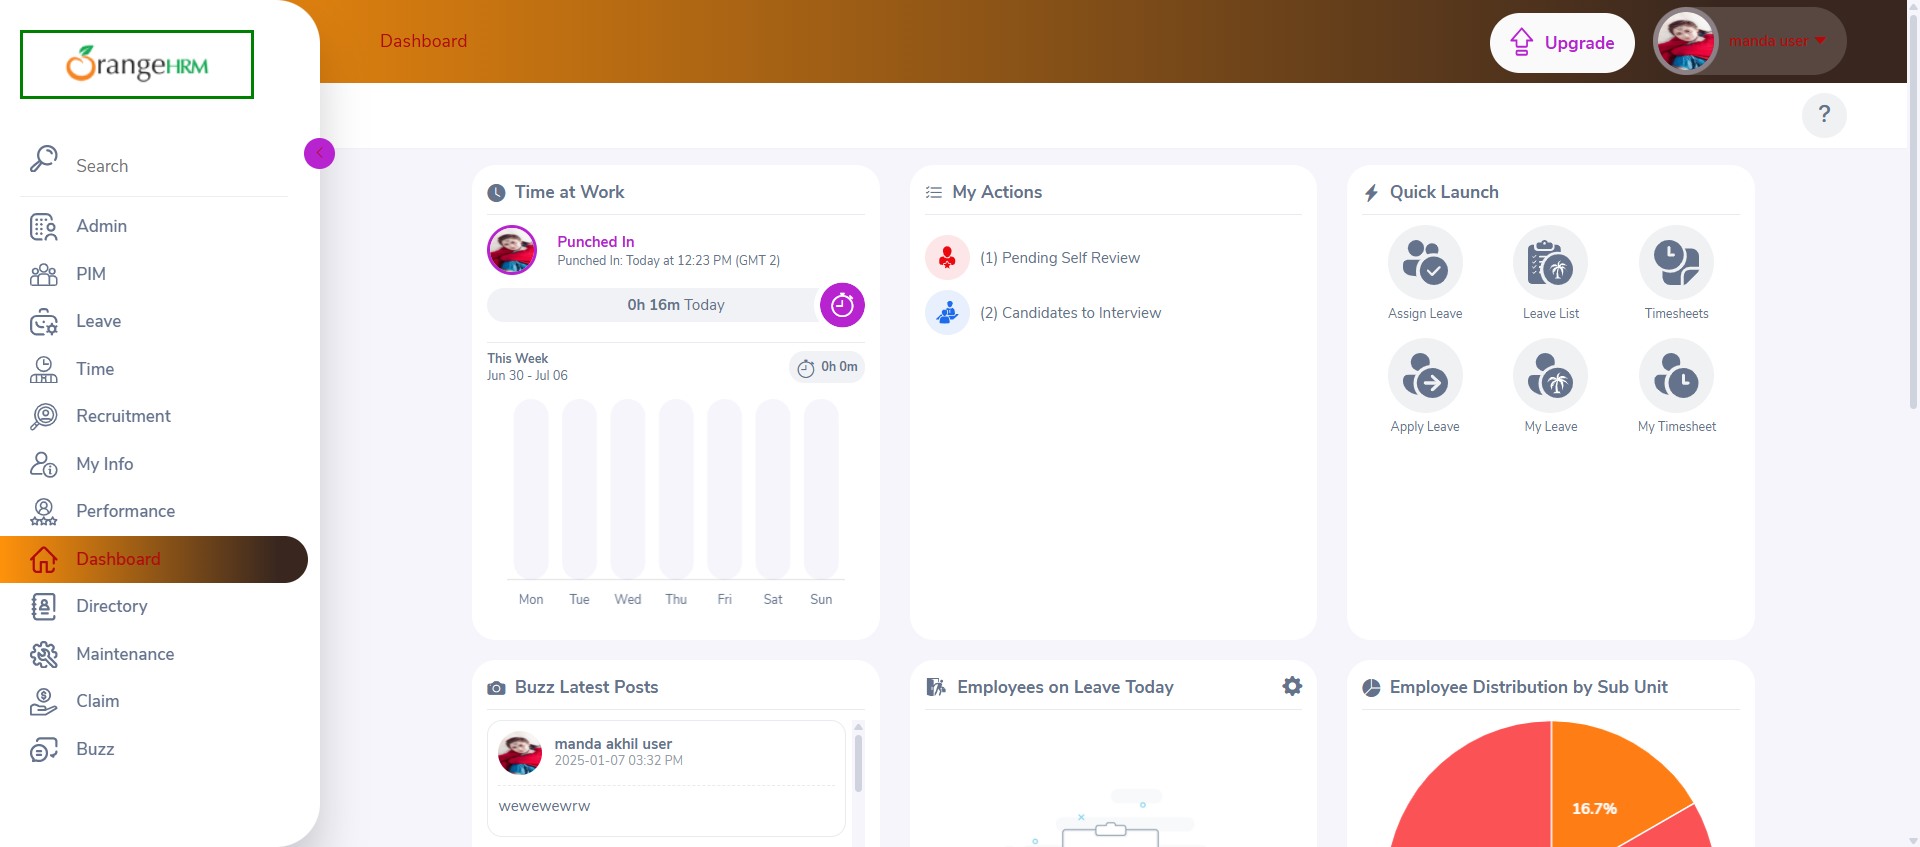 OrangeHRM
Search
Admin
PIM
Leave
Time
Recruitment
My Info
Performance
Dashboard
Directory
Maintenance
Claim
Buzz
Dashboard
Upgrade
manda user
?
Time at Work
Punched In
Punched In: Today at 12:23 PM (GMT 2)
0h 16m Today
This Week
Jun 30 - Jul 06
0h 0m
Mon Tue Wed Thu Fri Sat Sun
My Actions
(1) Pending Self Review
(2) Candidates to Interview
Quick Launch
Assign Leave Leave List Timesheets
Apply Leave My Leave My Timesheet
Buzz Latest Posts
manda akhil user
2025-01-07 03:32 PM
wewewewrw
Employees on Leave Today
Employee Distribution by Sub Unit
16.7%